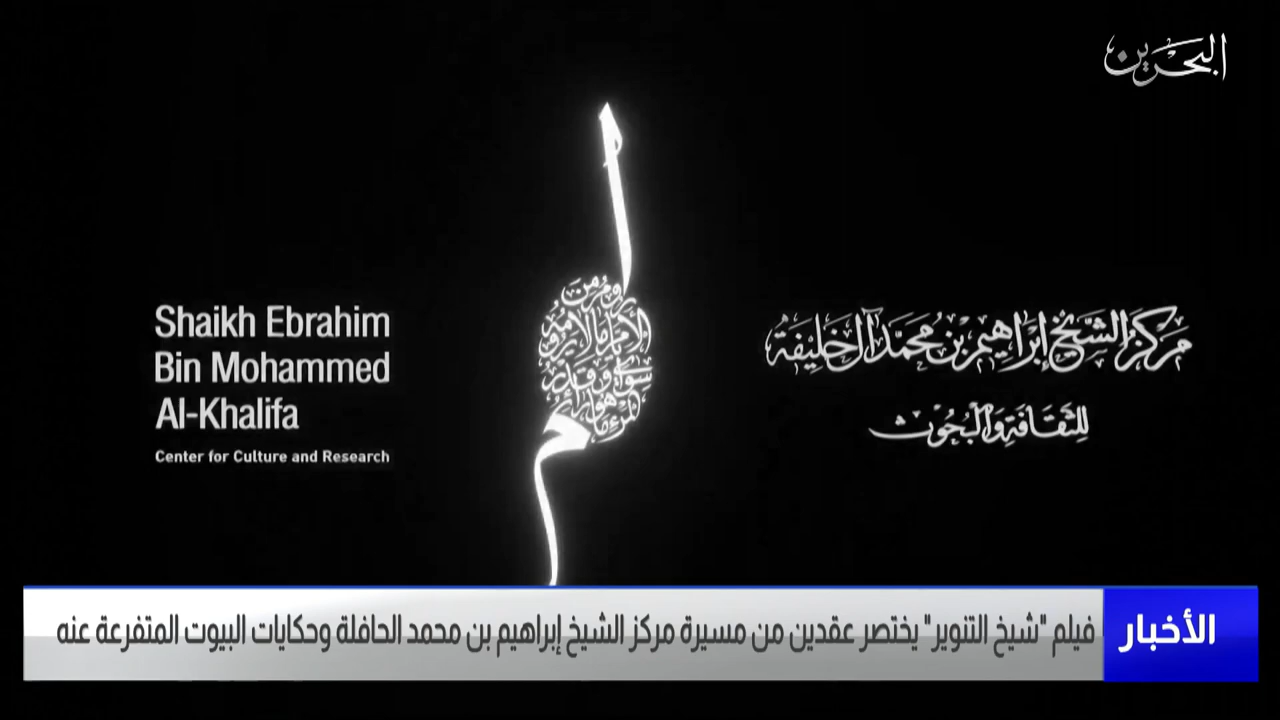 البحرين
Shaikh Ebrahim
Bin Mohammed
Al-Khalifa
Center for Culture and Research
مركز الشيخ إبراهيم بن محمد آل خليفة
للثقافة والبحوث
الأخبار
فيلم "شيخ التنوير" يختصر عقدين من مسيرة مركز الشيخ إبراهيم بن محمد الحافلة وحكايات البيوت المتفرعة عنه